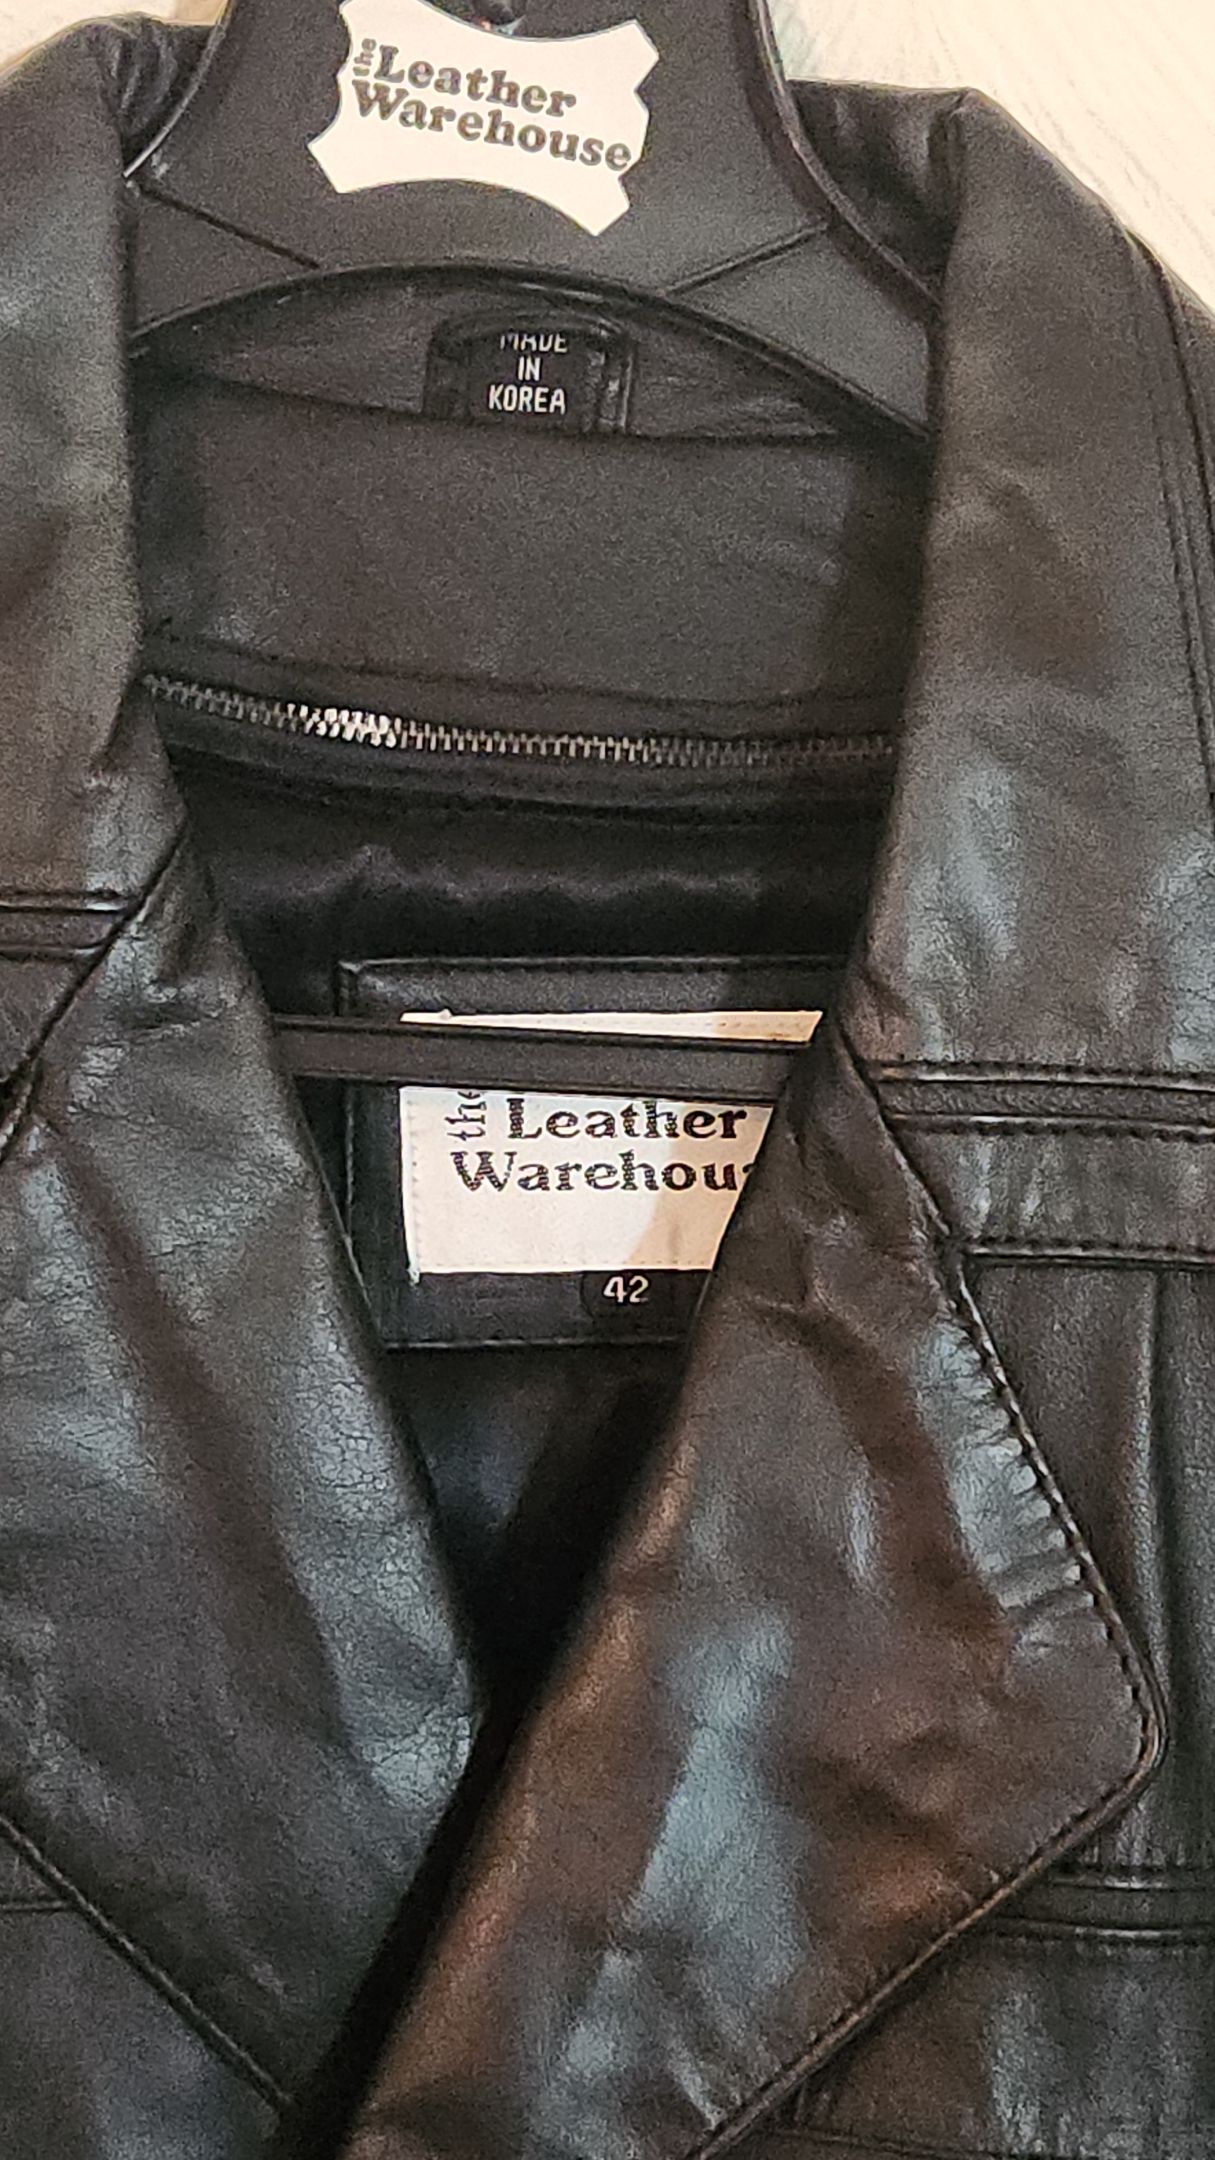 the Leather
Warehouse
MADE
IN
KOREA
the Leather
Warehou
42